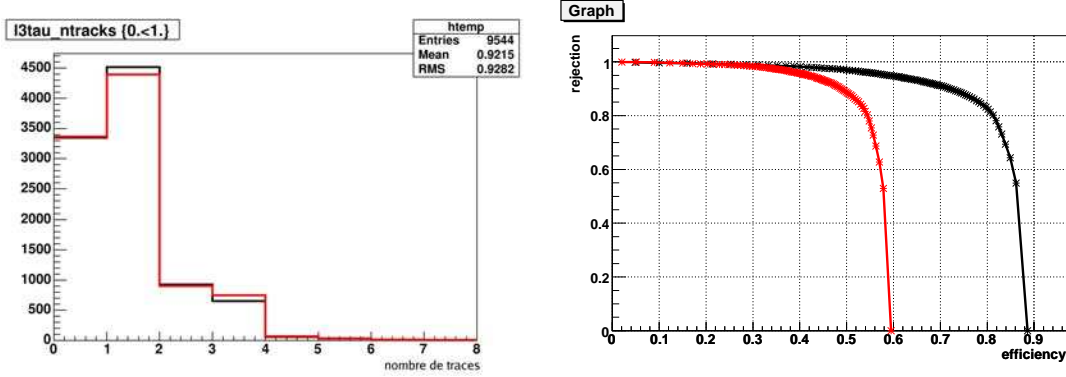 l3tau_ntracks {0.<1.}
htemp
Entries 9544
Mean 0.9215
RMS 0.9282
4500
4000
3500
3000
2500
2000
1500
1000
500
0
0 1 2 3 4 5 6 7 8
nombre de traces
Graph
rejection
1
0.8
0.6
0.4
0.2
0
0 0.1 0.2 0.3 0.4 0.5 0.6 0.7 0.8 0.9
efficiency